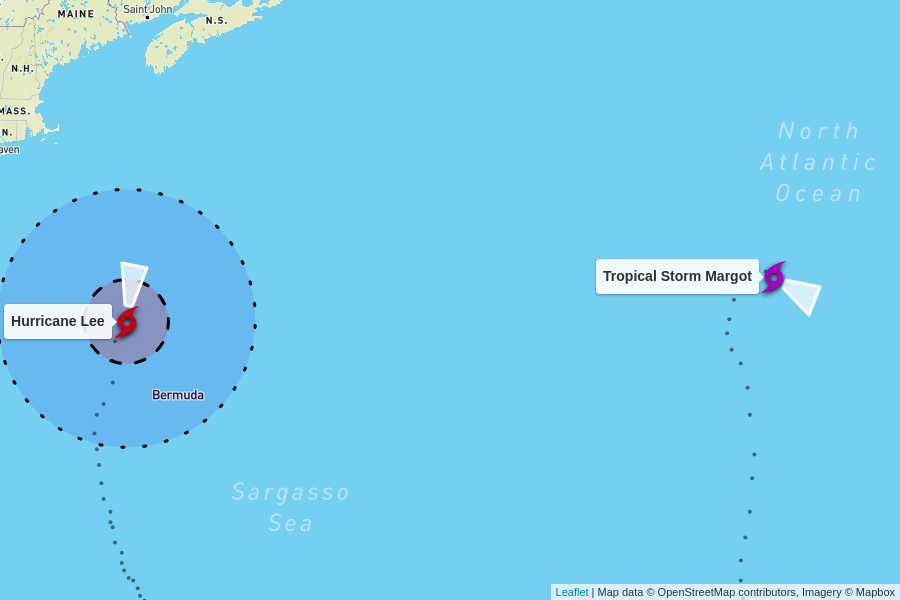 Saint John
MAINE
N.S.
N.H.
MASS.
N.
aven
North
Atlantic
Ocean
Tropical Storm Margot
Hurricane Lee
Bermuda
Sargasso
Sea
Leaflet | Map data © OpenStreetMap contributors, Imagery © Mapbox